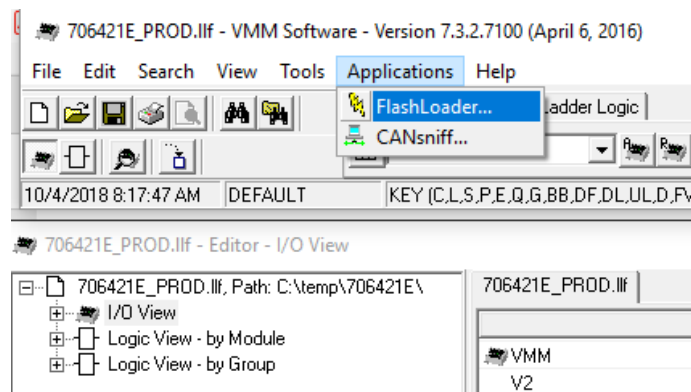 706421E_PROD.llf - VMM Software - Version 7.3.2.7100 (April 6, 2016)
File Edit Search View Tools Applications Help
FlashLoader...
Ladder Logic
CANsniff...
10/4/2018 8:17:47 AM DEFAULT KEY (C,L,S,P,E,Q,G,BB,DF,DL,UL,D,FV
706421E_PROD.llf - Editor - I/O View
706421E_PROD.llf, Path: C:\temp\706421E\ 706421E_PROD.llf
I/O View
Logic View - by Module
VMM
Logic View - by Group
V2